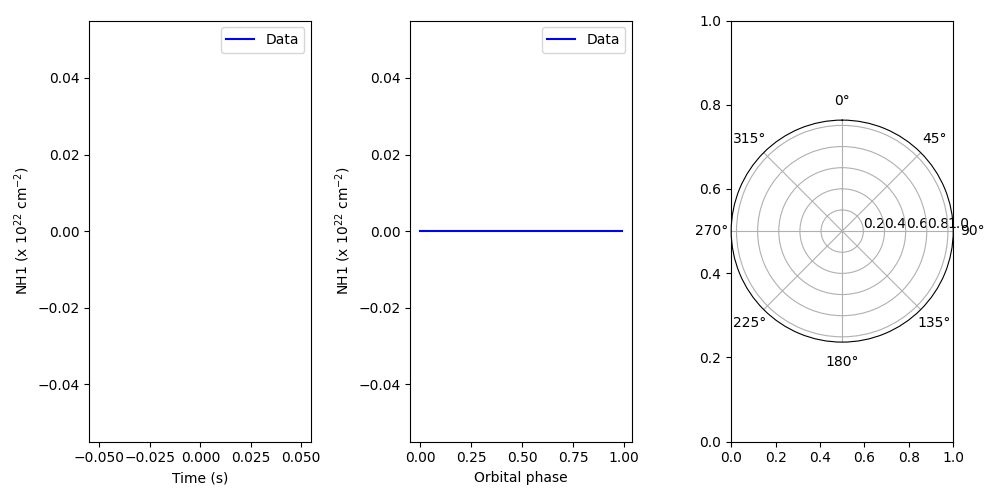 Data
0.04
0.02
0.00
−0.02
−0.04
NH1 (x 10²² cm⁻²)
−0.050 −0.025 0.000 0.025 0.050
Time (s)
Data
0.04
0.02
0.00
−0.02
−0.04
NH1 (x 10²² cm⁻²)
0.00 0.25 0.50 0.75 1.00
Orbital phase
1.0
0.8
0.6
0.4
0.2
0.0
0.0 0.2 0.4 0.6 0.8 1.0
0°
315° 45°
0.2 0.4 0.6 0.8 1.0
270° 90°
225° 135°
180°